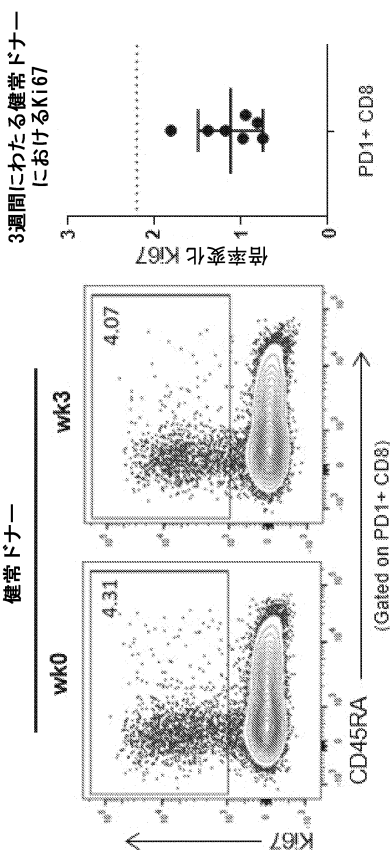 健常ドナー
wk0
wk3
4.31
4.07
Ki67
CD45RA
(Gated on PD1+ CD8)
3週間にわたる健常ドナー
におけるKi67
倍率変化 Ki67
3
2
1
0
PD1+ CD8